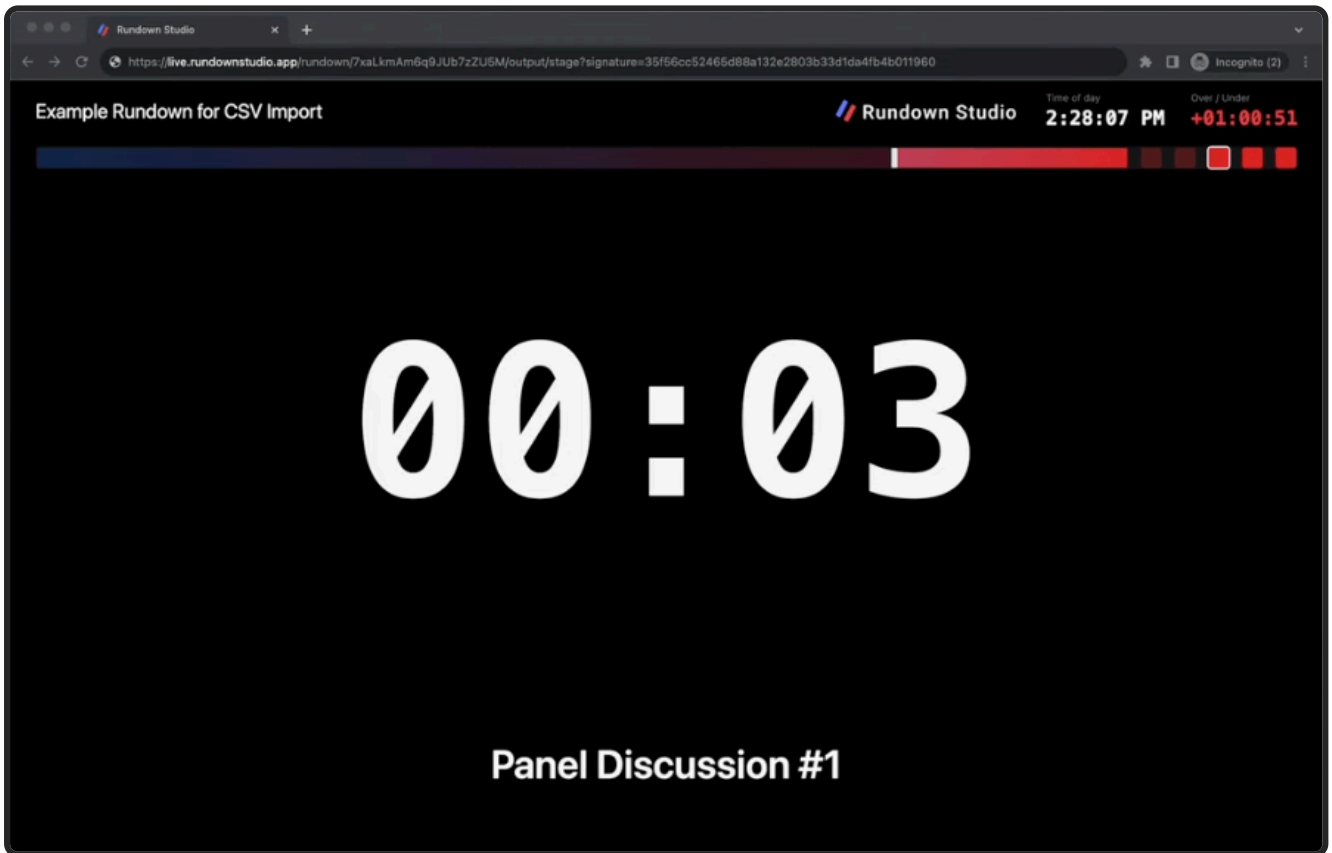 Rundown Studio
https://live.rundownstudio.app/rundown/7xaLkmAm6q9JUb7zZU5M/output/stage?signature=35f56cc52465d88a132e2803b33d1da4fb4b011960
Incognito (2)
Example Rundown for CSV Import
Rundown Studio
Time of day
2:28:07 PM
Over / Under
+01:00:51
00:03
Panel Discussion #1